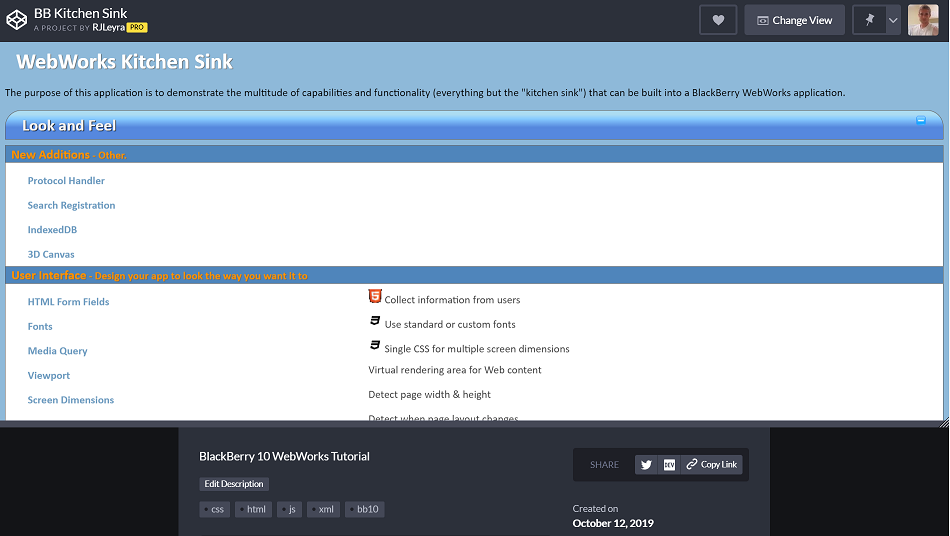 BB Kitchen Sink
A PROJECT BY RJLeyra PRO
Change View
WebWorks Kitchen Sink
The purpose of this application is to demonstrate the multitude of capabilities and functionality (everything but the "kitchen sink") that can be built into a BlackBerry WebWorks application.
Look and Feel
New Additions - Other.
Protocol Handler
Search Registration
IndexedDB
3D Canvas
User Interface - Design your app to look the way you want it to
HTML Form Fields
5 Collect information from users
Fonts
3 Use standard or custom fonts
Media Query
3 Single CSS for multiple screen dimensions
Viewport
Virtual rendering area for Web content
Screen Dimensions
Detect page width & height
Detect when page layout changes
BlackBerry 10 WebWorks Tutorial
Edit Description
css html js xml bb10
SHARE DEV Copy Link
Created on
October 12, 2019